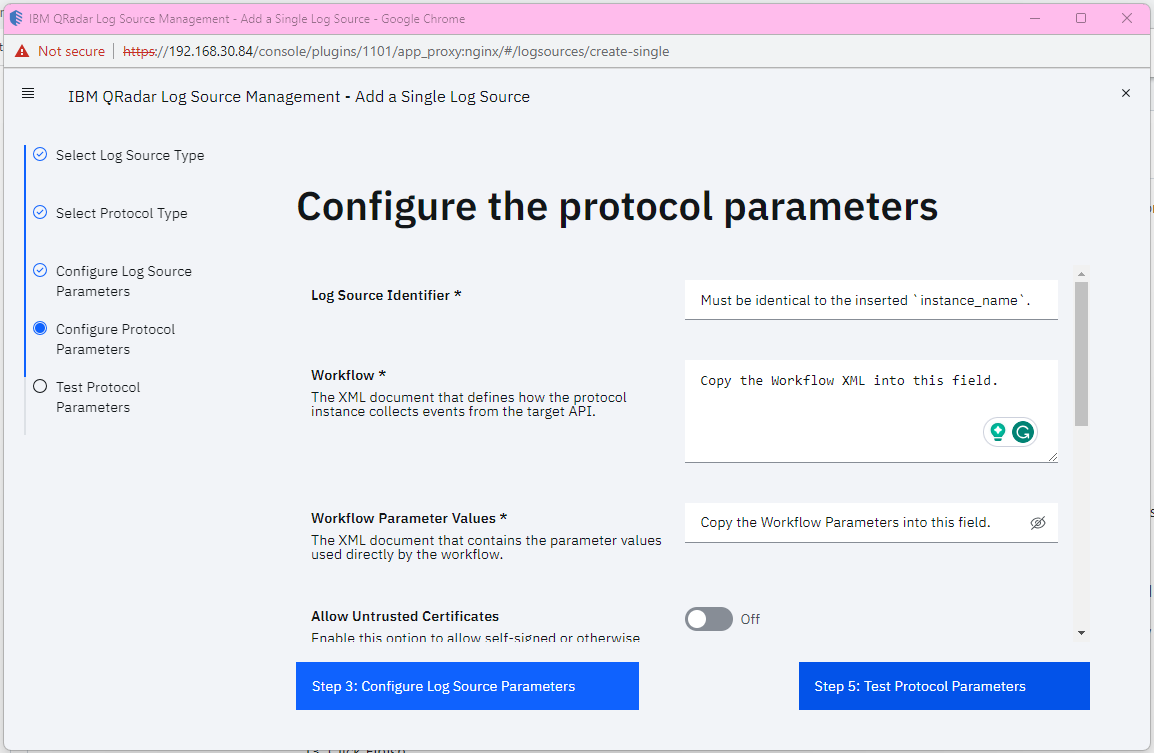 IBM QRadar Log Source Management - Add a Single Log Source - Google Chrome
Not secure https://192.168.30.84/console/plugins/1101/app_proxy:nginx/#/logsources/create-single
IBM QRadar Log Source Management - Add a Single Log Source
Select Log Source Type
Select Protocol Type
Configure Log Source
Parameters
Configure Protocol
Parameters
Test Protocol
Parameters
Configure the protocol parameters
Log Source Identifier *
Must be identical to the inserted `instance_name`.
Workflow *
The XML document that defines how the protocol
instance collects events from the target API.
Copy the Workflow XML into this field.
Workflow Parameter Values *
The XML document that contains the parameter values
used directly by the workflow.
Copy the Workflow Parameters into this field.
Allow Untrusted Certificates
Enable this option to allow self-signed or otherwise
Off
Step 3: Configure Log Source Parameters
Step 5: Test Protocol Parameters